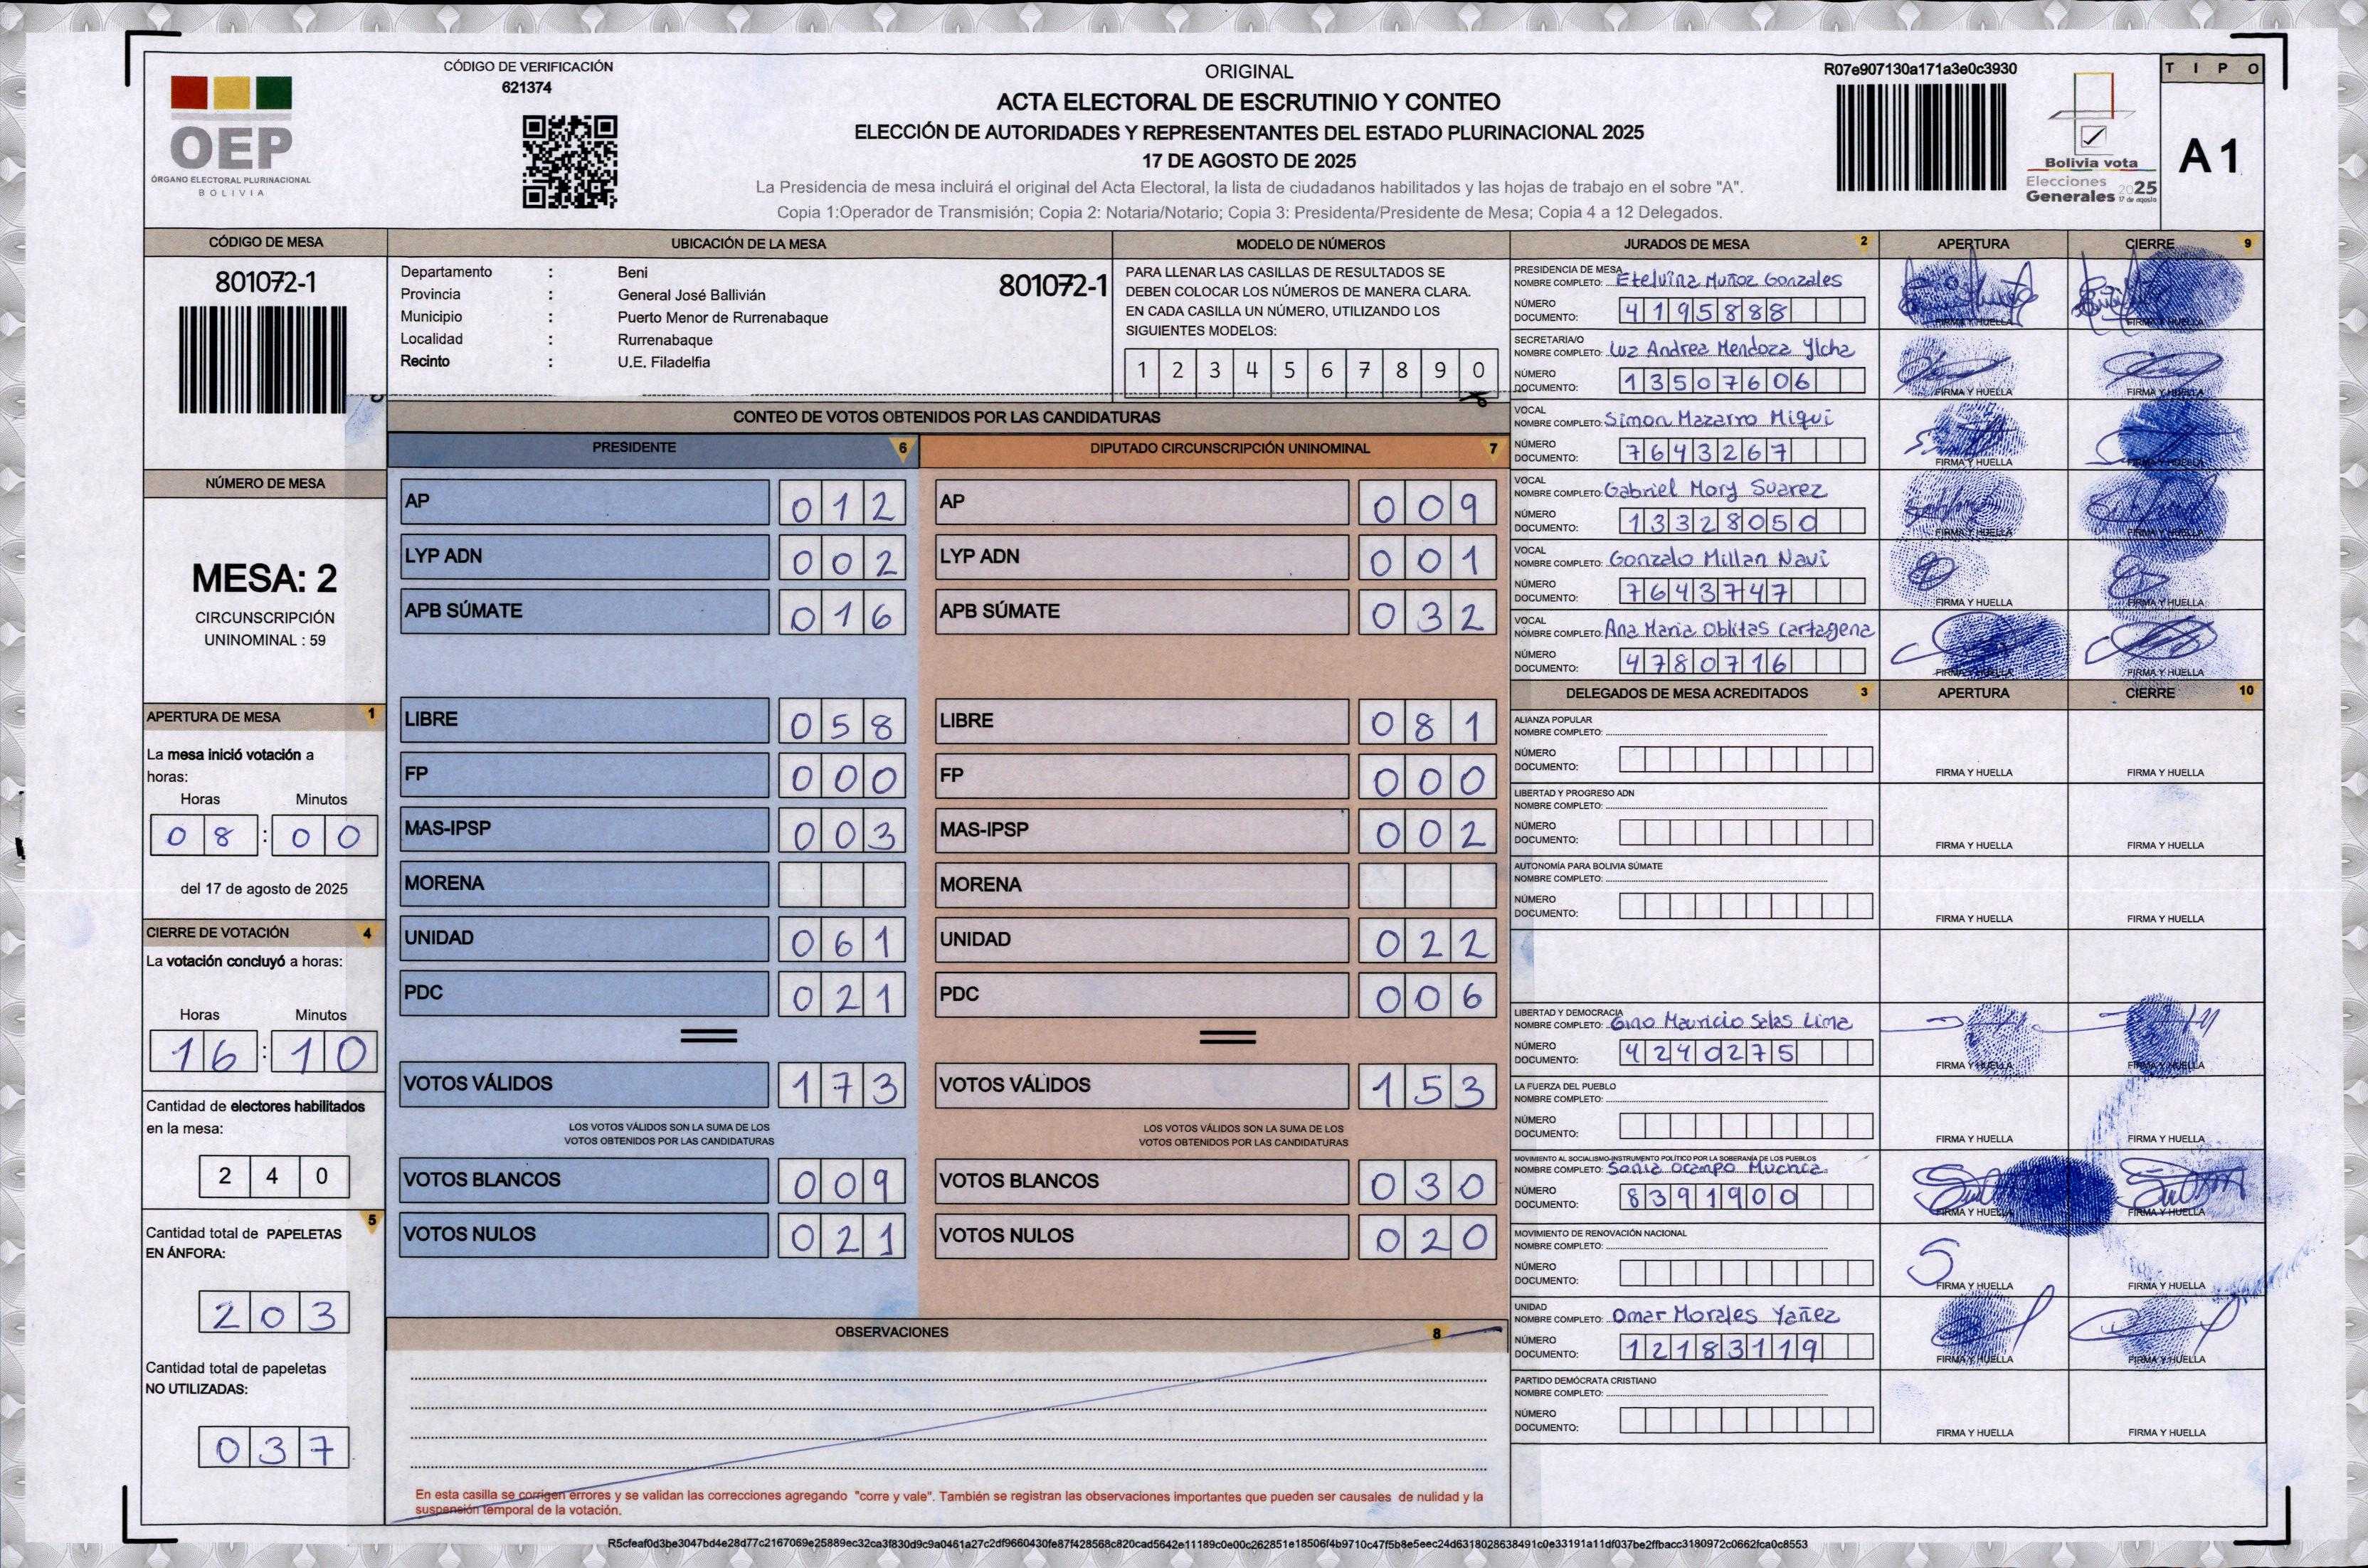 CÓDIGO DE VERIFICACIÓN
621374
OEP
ÓRGANO ELECTORAL PLURINACIONAL
BOLIVIA
ORIGINAL
ACTA ELECTORAL DE ESCRUTINIO Y CONTEO
ELECCIÓN DE AUTORIDADES Y REPRESENTANTES DEL ESTADO PLURINACIONAL 2025
17 DE AGOSTO DE 2025
La Presidencia de mesa incluirá el original del Acta Electoral, la lista de ciudadanos habilitados y las hojas de trabajo en el sobre "A".
Copia 1:Operador de Transmisión; Copia 2: Notaria/Notario; Copia 3: Presidenta/Presidente de Mesa; Copia 4 a 12 Delegados.
R07e907130a171a3e0c3930
Bolivia vota
Elecciones
Generales 2025
17 de agosto
TIPO
A 1
CÓDIGO DE MESA
801072-1
UBICACIÓN DE LA MESA
Departamento : Beni
Provincia : General José Ballivián
Municipio : Puerto Menor de Rurrenabaque
Localidad : Rurrenabaque
Recinto : U.E. Filadelfia
801072-1
MODELO DE NÚMEROS
PARA LLENAR LAS CASILLAS DE RESULTADOS SE
DEBEN COLOCAR LOS NÚMEROS DE MANERA CLARA.
EN CADA CASILLA UN NÚMERO, UTILIZANDO LOS
SIGUIENTES MODELOS:
1 2 3 4 5 6 7 8 9 0
NÚMERO DE MESA
MESA: 2
CIRCUNSCRIPCIÓN
UNINOMINAL : 59
APERTURA DE MESA 1
La mesa inició votación a
horas:
Horas Minutos
08 : 00
del 17 de agosto de 2025
CIERRE DE VOTACIÓN 4
La votación concluyó a horas:
Horas Minutos
16 : 10
Cantidad de electores habilitados
en la mesa:
240
5
Cantidad total de PAPELETAS
EN ÁNFORA:
203
Cantidad total de papeletas
NO UTILIZADAS:
037
CONTEO DE VOTOS OBTENIDOS POR LAS CANDIDATURAS
PRESIDENTE 6
AP 012
LYP ADN 002
APB SÚMATE 016
LIBRE 058
FP 000
MAS-IPSP 003
MORENA
UNIDAD 061
PDC 021
VOTOS VÁLIDOS 173
LOS VOTOS VÁLIDOS SON LA SUMA DE LOS
VOTOS OBTENIDOS POR LAS CANDIDATURAS
VOTOS BLANCOS 009
VOTOS NULOS 021
DIPUTADO CIRCUNSCRIPCIÓN UNINOMINAL 7
AP 009
LYP ADN 001
APB SÚMATE 032
LIBRE 081
FP 000
MAS-IPSP 002
MORENA
UNIDAD 022
PDC 006
VOTOS VÁLIDOS 153
LOS VOTOS VÁLIDOS SON LA SUMA DE LOS
VOTOS OBTENIDOS POR LAS CANDIDATURAS
VOTOS BLANCOS 030
VOTOS NULOS 020
OBSERVACIONES 8
En esta casilla se corrigen errores y se validan las correcciones agregando "corre y vale". También se registran las observaciones importantes que pueden ser causales de nulidad y la
suspensión temporal de la votación.
JURADOS DE MESA 2 APERTURA CIERRE 9
PRESIDENCIA DE MESA
NOMBRE COMPLETO: Etelvina Muñoz Gonzales
NÚMERO
DOCUMENTO: 4195888
FIRMA Y HUELLA FIRMA Y HUELLA
SECRETARIA/O
NOMBRE COMPLETO: Luz Andrea Mendoza Ylcha
NÚMERO
DOCUMENTO: 13507606
FIRMA Y HUELLA FIRMA Y HUELLA
VOCAL
NOMBRE COMPLETO: Simon Mazarro Miqui
NÚMERO
DOCUMENTO: 7643267
FIRMA Y HUELLA FIRMA Y HUELLA
VOCAL
NOMBRE COMPLETO: Gabriel Mory Suarez
NÚMERO
DOCUMENTO: 13328050
FIRMA Y HUELLA FIRMA Y HUELLA
VOCAL
NOMBRE COMPLETO: Gonzalo Millan Navi
NÚMERO
DOCUMENTO: 7643747
FIRMA Y HUELLA FIRMA Y HUELLA
VOCAL
NOMBRE COMPLETO: Ana Maria Oblitas Cartagena
NÚMERO
DOCUMENTO: 4780716
FIRMA Y HUELLA FIRMA Y HUELLA
DELEGADOS DE MESA ACREDITADOS 3 APERTURA CIERRE 10
ALIANZA POPULAR
NOMBRE COMPLETO:
NÚMERO
DOCUMENTO:
FIRMA Y HUELLA FIRMA Y HUELLA
LIBERTAD Y PROGRESO ADN
NOMBRE COMPLETO:
NÚMERO
DOCUMENTO:
FIRMA Y HUELLA FIRMA Y HUELLA
AUTONOMÍA PARA BOLIVIA SÚMATE
NOMBRE COMPLETO:
NÚMERO
DOCUMENTO:
FIRMA Y HUELLA FIRMA Y HUELLA
LIBERTAD Y DEMOCRACIA
NOMBRE COMPLETO: Gino Mauricio Salas Lima
NÚMERO
DOCUMENTO: 4240275
FIRMA Y HUELLA FIRMA Y HUELLA
LA FUERZA DEL PUEBLO
NOMBRE COMPLETO:
NÚMERO
DOCUMENTO:
FIRMA Y HUELLA FIRMA Y HUELLA
MOVIMIENTO AL SOCIALISMO-INSTRUMENTO POLÍTICO POR LA SOBERANÍA DE LOS PUEBLOS
NOMBRE COMPLETO: Sonia Ocampo
NÚMERO
DOCUMENTO: 8391900
FIRMA Y HUELLA FIRMA Y HUELLA
MOVIMIENTO DE RENOVACIÓN NACIONAL
NOMBRE COMPLETO:
NÚMERO
DOCUMENTO:
FIRMA Y HUELLA FIRMA Y HUELLA
UNIDAD
NOMBRE COMPLETO: Omar Morales Yañez
NÚMERO
DOCUMENTO: 12183119
FIRMA Y HUELLA FIRMA Y HUELLA
PARTIDO DEMÓCRATA CRISTIANO
NOMBRE COMPLETO:
NÚMERO
DOCUMENTO:
FIRMA Y HUELLA FIRMA Y HUELLA